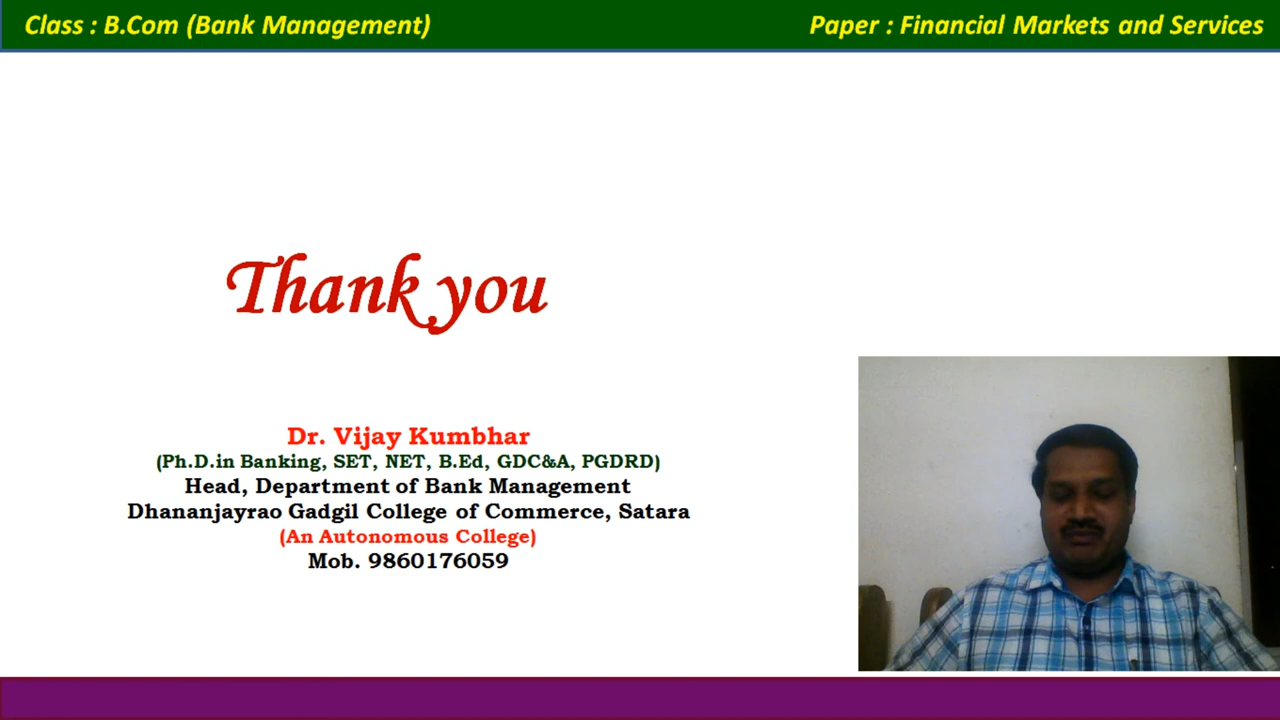 Class : B.Com (Bank Management)
Paper : Financial Markets and Services
Thank you
Dr. Vijay Kumbhar
(Ph.D.in Banking, SET, NET, B.Ed, GDC&A, PGDRD)
Head, Department of Bank Management
Dhananjayrao Gadgil College of Commerce, Satara
(An Autonomous College)
Mob. 9860176059